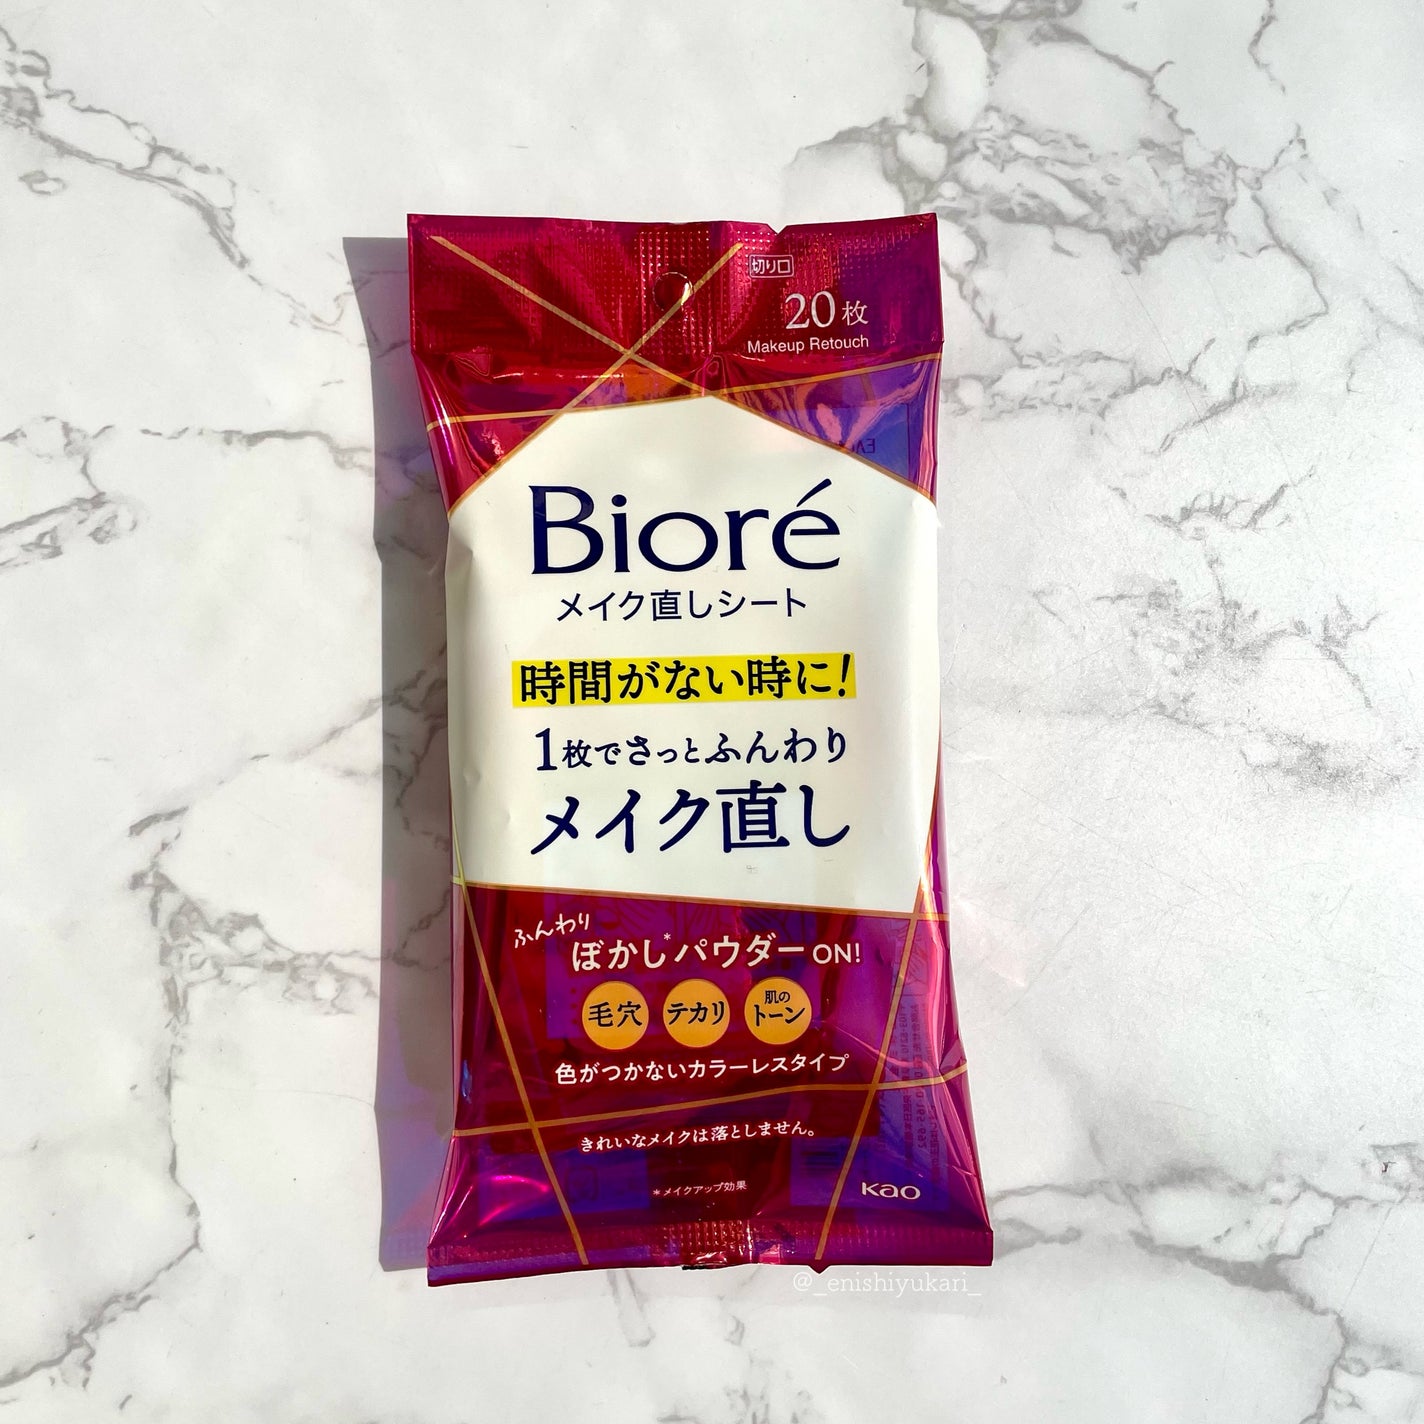 切り口
20枚
Makeup Retouch
Bioré
メイク直しシート
時間がない時に!
1枚でさっとふんわり
メイク直し
ふんわり
ぼかし*パウダーON!
毛穴 テカリ 肌のトーン
色がつかないカラーレスタイプ
きれいなメイクは落としません。
*メイクアップ効果
Kao
@_enishiyukari_